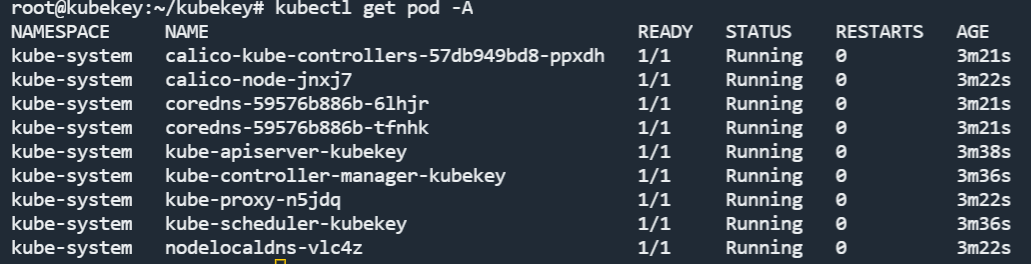 root@kubekey:~/kubekey# kubectl get pod -A
NAMESPACE NAME READY STATUS RESTARTS AGE
kube-system calico-kube-controllers-57db949bd8-ppxdh 1/1 Running 0 3m21s
kube-system calico-node-jnxj7 1/1 Running 0 3m22s
kube-system coredns-59576b886b-6lhjr 1/1 Running 0 3m21s
kube-system coredns-59576b886b-tfnhk 1/1 Running 0 3m21s
kube-system kube-apiserver-kubekey 1/1 Running 0 3m38s
kube-system kube-controller-manager-kubekey 1/1 Running 0 3m36s
kube-system kube-proxy-n5jdq 1/1 Running 0 3m22s
kube-system kube-scheduler-kubekey 1/1 Running 0 3m36s
kube-system nodelocaldns-vlc4z 1/1 Running 0 3m22s